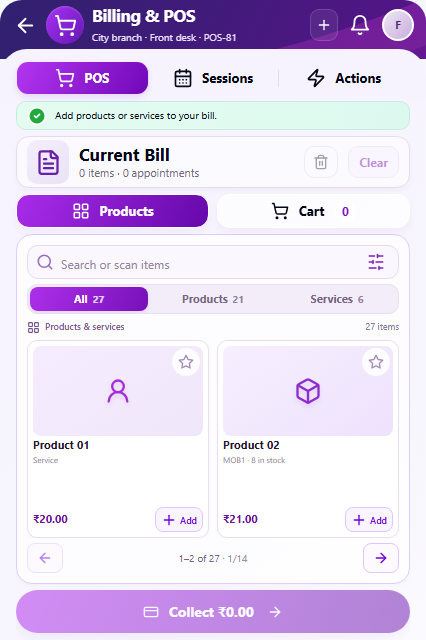 Billing & POS
City branch · Front desk · POS-81
F
POS
Sessions
Actions
Add products or services to your bill.
Current Bill
0 items · 0 appointments
Clear
Products
Cart 0
Search or scan items
All 27
Products 21
Services 6
Products & services
27 items
Product 01
Service
₹20.00
Add
Product 02
MOB1 · 8 in stock
₹21.00
Add
1–2 of 27 · 1/14
Collect ₹0.00